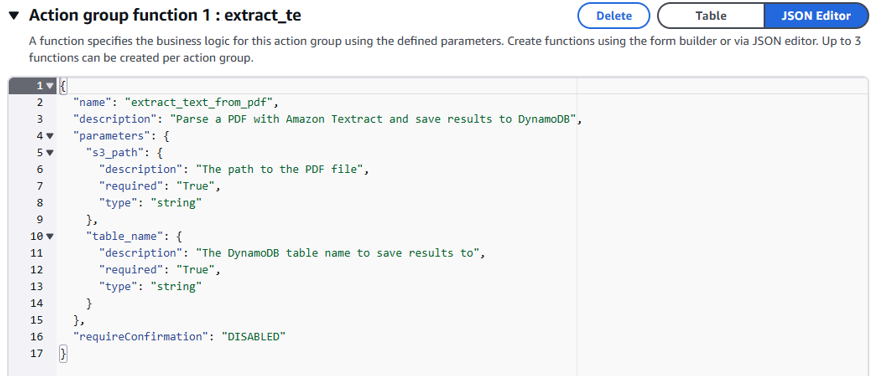 Action group function 1 : extract_te
Delete
Table
JSON Editor
A function specifies the business logic for this action group using the defined parameters. Create functions using the form builder or via JSON editor. Up to 3
functions can be created per action group.
1 {
2 "name": "extract_text_from_pdf",
3 "description": "Parse a PDF with Amazon Textract and save results to DynamoDB",
4 "parameters": {
5 "s3_path": {
6 "description": "The path to the PDF file",
7 "required": "True",
8 "type": "string"
9 },
10 "table_name": {
11 "description": "The DynamoDB table name to save results to",
12 "required": "True",
13 "type": "string"
14 }
15 },
16 "requireConfirmation": "DISABLED"
17 }